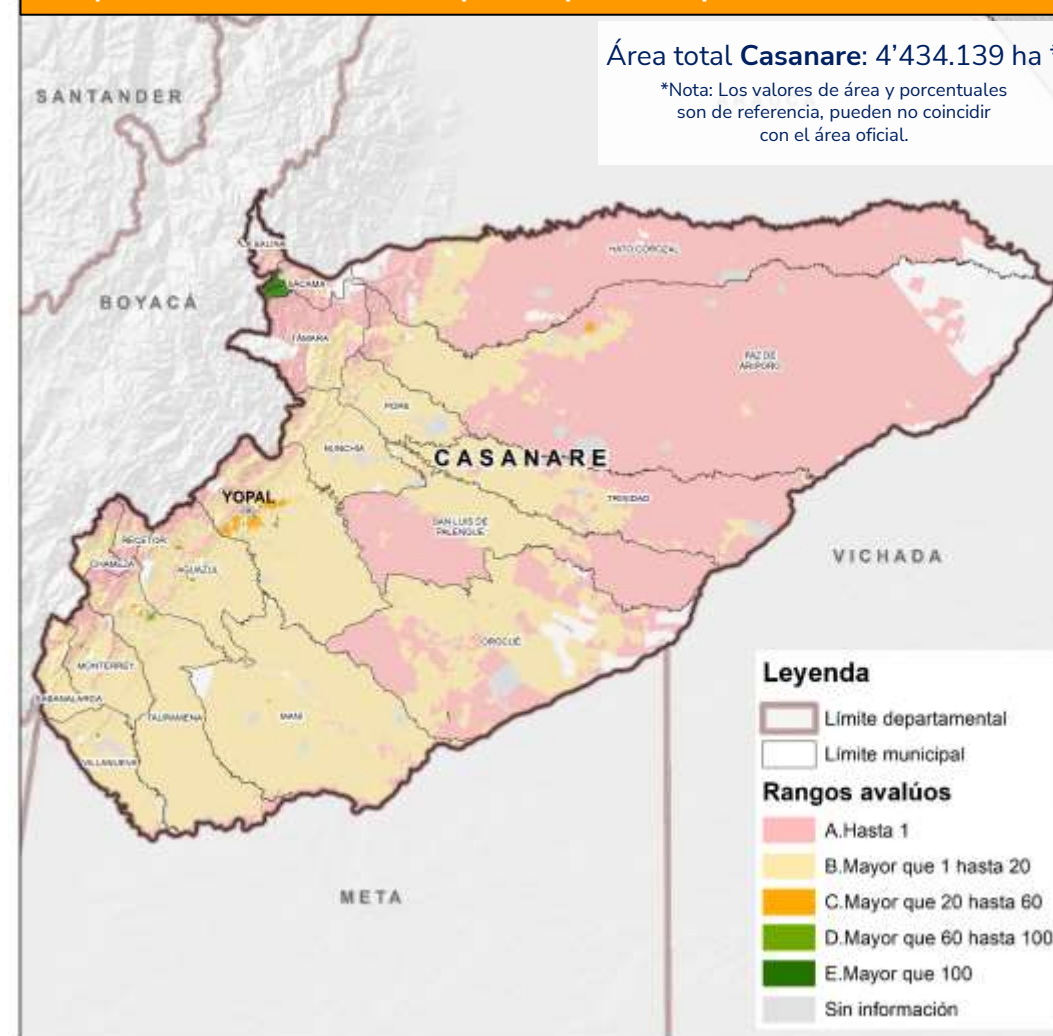 Área total Casanare: 4'434.139 ha *
*Nota: Los valores de área y porcentuales
son de referencia, pueden no coincidir
con el área oficial.
SANTANDER
BOYACÁ
SÁCAMA
TÁMARA
HATO COROZAL
PAZ DE
ARIPORO
PORE
NUNCHÍA
CASANARE
YOPAL
TRINIDAD
SAN LUIS DE
PALENQUE
RECETOR
CHAMEZA
AGUAZUL
VICHADA
OROCUÉ
MONTERREY
SABANALARGA
TAURAMENA
MANÍ
VILLANUEVA
META
Leyenda
Límite departamental
Límite municipal
Rangos avalúos
A.Hasta 1
B.Mayor que 1 hasta 20
C.Mayor que 20 hasta 60
D.Mayor que 60 hasta 100
E.Mayor que 100
Sin información